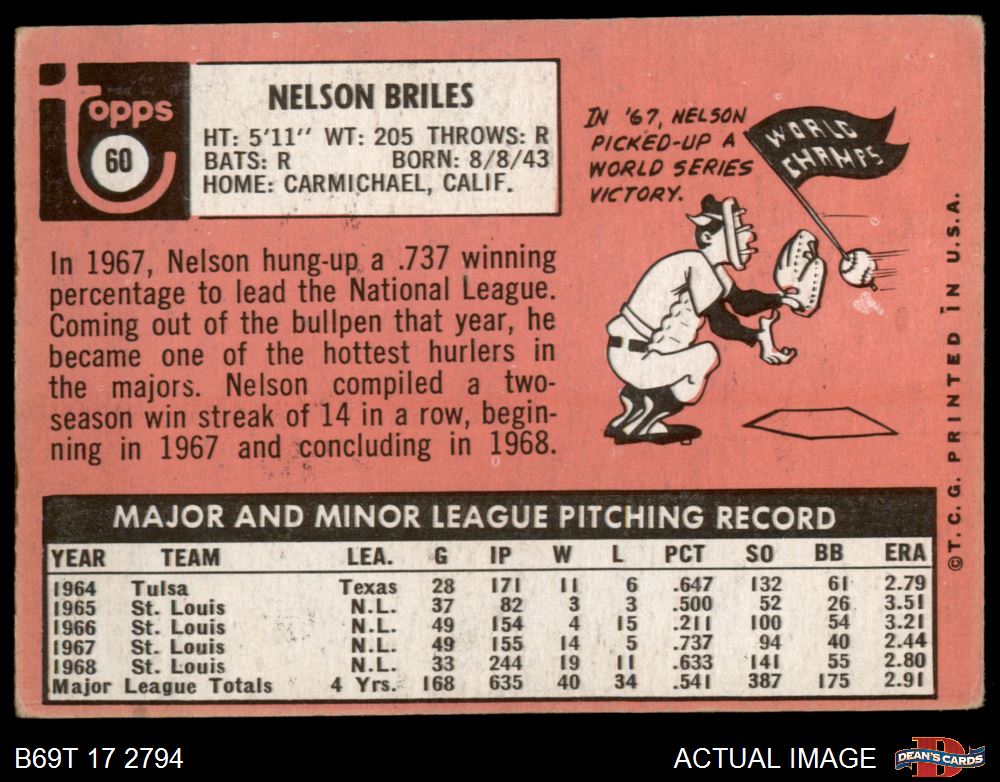 Topps
60
NELSON BRILES
HT: 5'11" WT: 205 THROWS: R
BATS: R BORN: 8/8/43
HOME: CARMICHAEL, CALIF.
In 1967, Nelson hung-up a .737 winning
percentage to lead the National League.
Coming out of the bullpen that year, he
became one of the hottest hurlers in
the majors. Nelson compiled a two-
season win streak of 14 in a row, begin-
ning in 1967 and concluding in 1968.
IN '67, NELSON
PICKED-UP A
WORLD SERIES
VICTORY.
WORLD
CHAMPS
©T.C.G. PRINTED IN U.S.A.
MAJOR AND MINOR LEAGUE PITCHING RECORD
YEAR TEAM LEA. G IP W L PCT SO BB ERA
1964 Tulsa Texas 28 171 11 6 .647 132 61 2.79
1965 St. Louis N.L. 37 82 3 3 .500 52 26 3.51
1966 St. Louis N.L. 49 154 4 15 .211 100 54 3.21
1967 St. Louis N.L. 49 155 14 5 .737 94 40 2.44
1968 St. Louis N.L. 33 244 19 11 .633 141 55 2.80
Major League Totals 4 Yrs. 168 635 40 34 .541 387 175 2.91
B69T 17 2794
ACTUAL IMAGE
D
DEAN'S CARDS